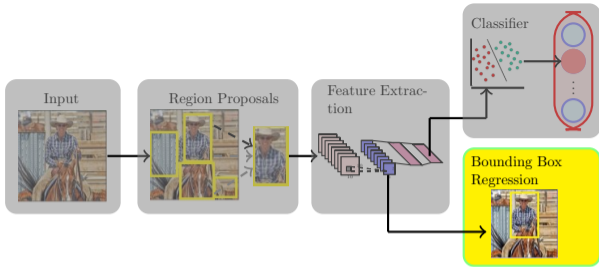 Input
Region Proposals
Feature Extrac-
tion
Classifier
Bounding Box
Regression